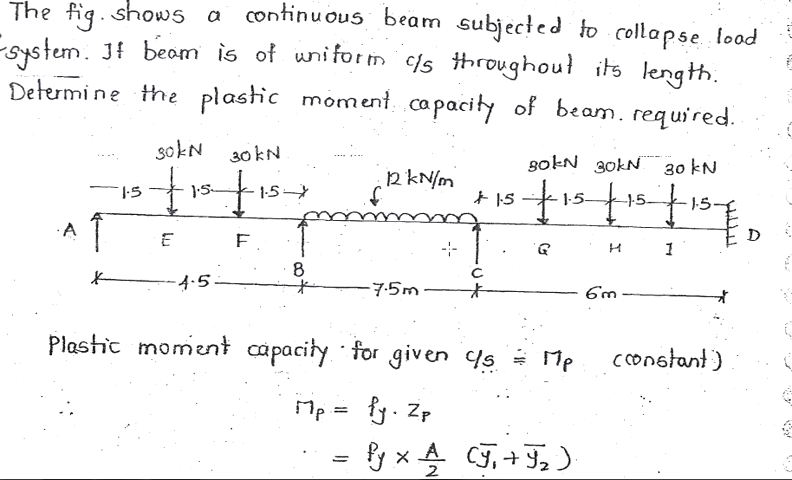 The fig. shows a continuous beam subjected to collapse load
system. If beam is of uniform c/s throughout its length.
Determine the plastic moment capacity of beam. required.
30kN 30kN 12 kN/m 30kN 30kN 30kN
1.5 1.5 1.5 1.5 1.5 1.5 1.5
A E F B C G H I D
4.5 7.5m 6m
Plastic moment capacity for given c/s = Mp (constant)
∴ Mp = fy. Zp
= fy × A/2 (ȳ₁ + ȳ₂)